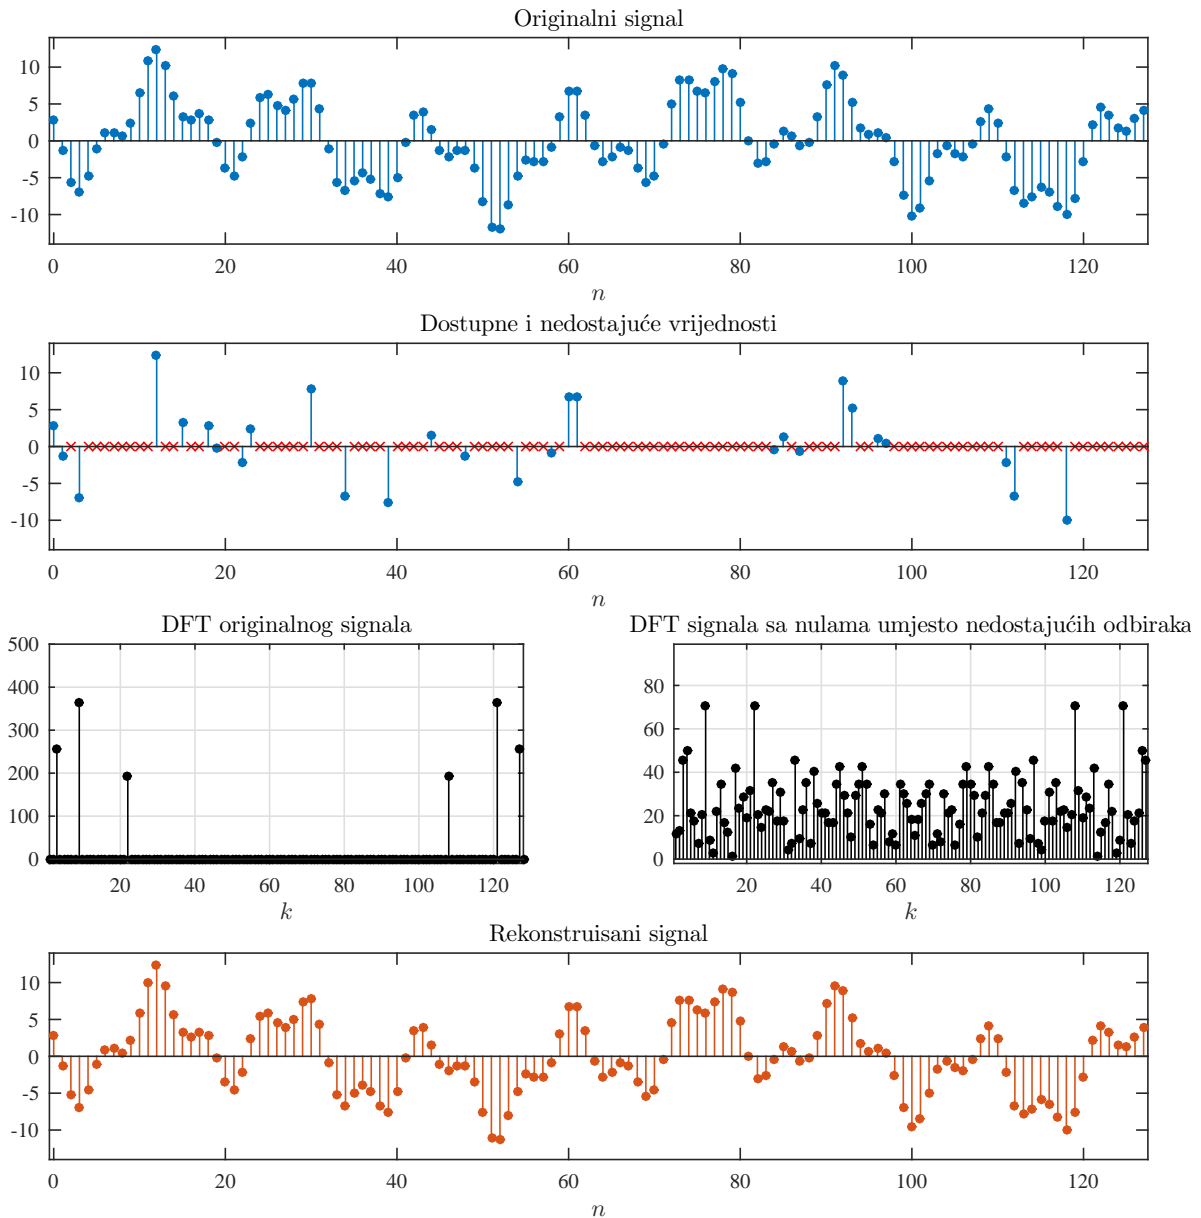 Originalni signal
10
5
0
-5
-10
0 20 40 60 80 100 120
n
Dostupne i nedostajuće vrijednosti
10
5
0
-5
-10
0 20 40 60 80 100 120
n
DFT originalnog signala
500
400
300
200
100
0
20 40 60 80 100 120
k
DFT signala sa nulama umjesto nedostajućih odbiraka
80
60
40
20
0
20 40 60 80 100 120
k
Rekonstruisani signal
10
5
0
-5
-10
0 20 40 60 80 100 120
n